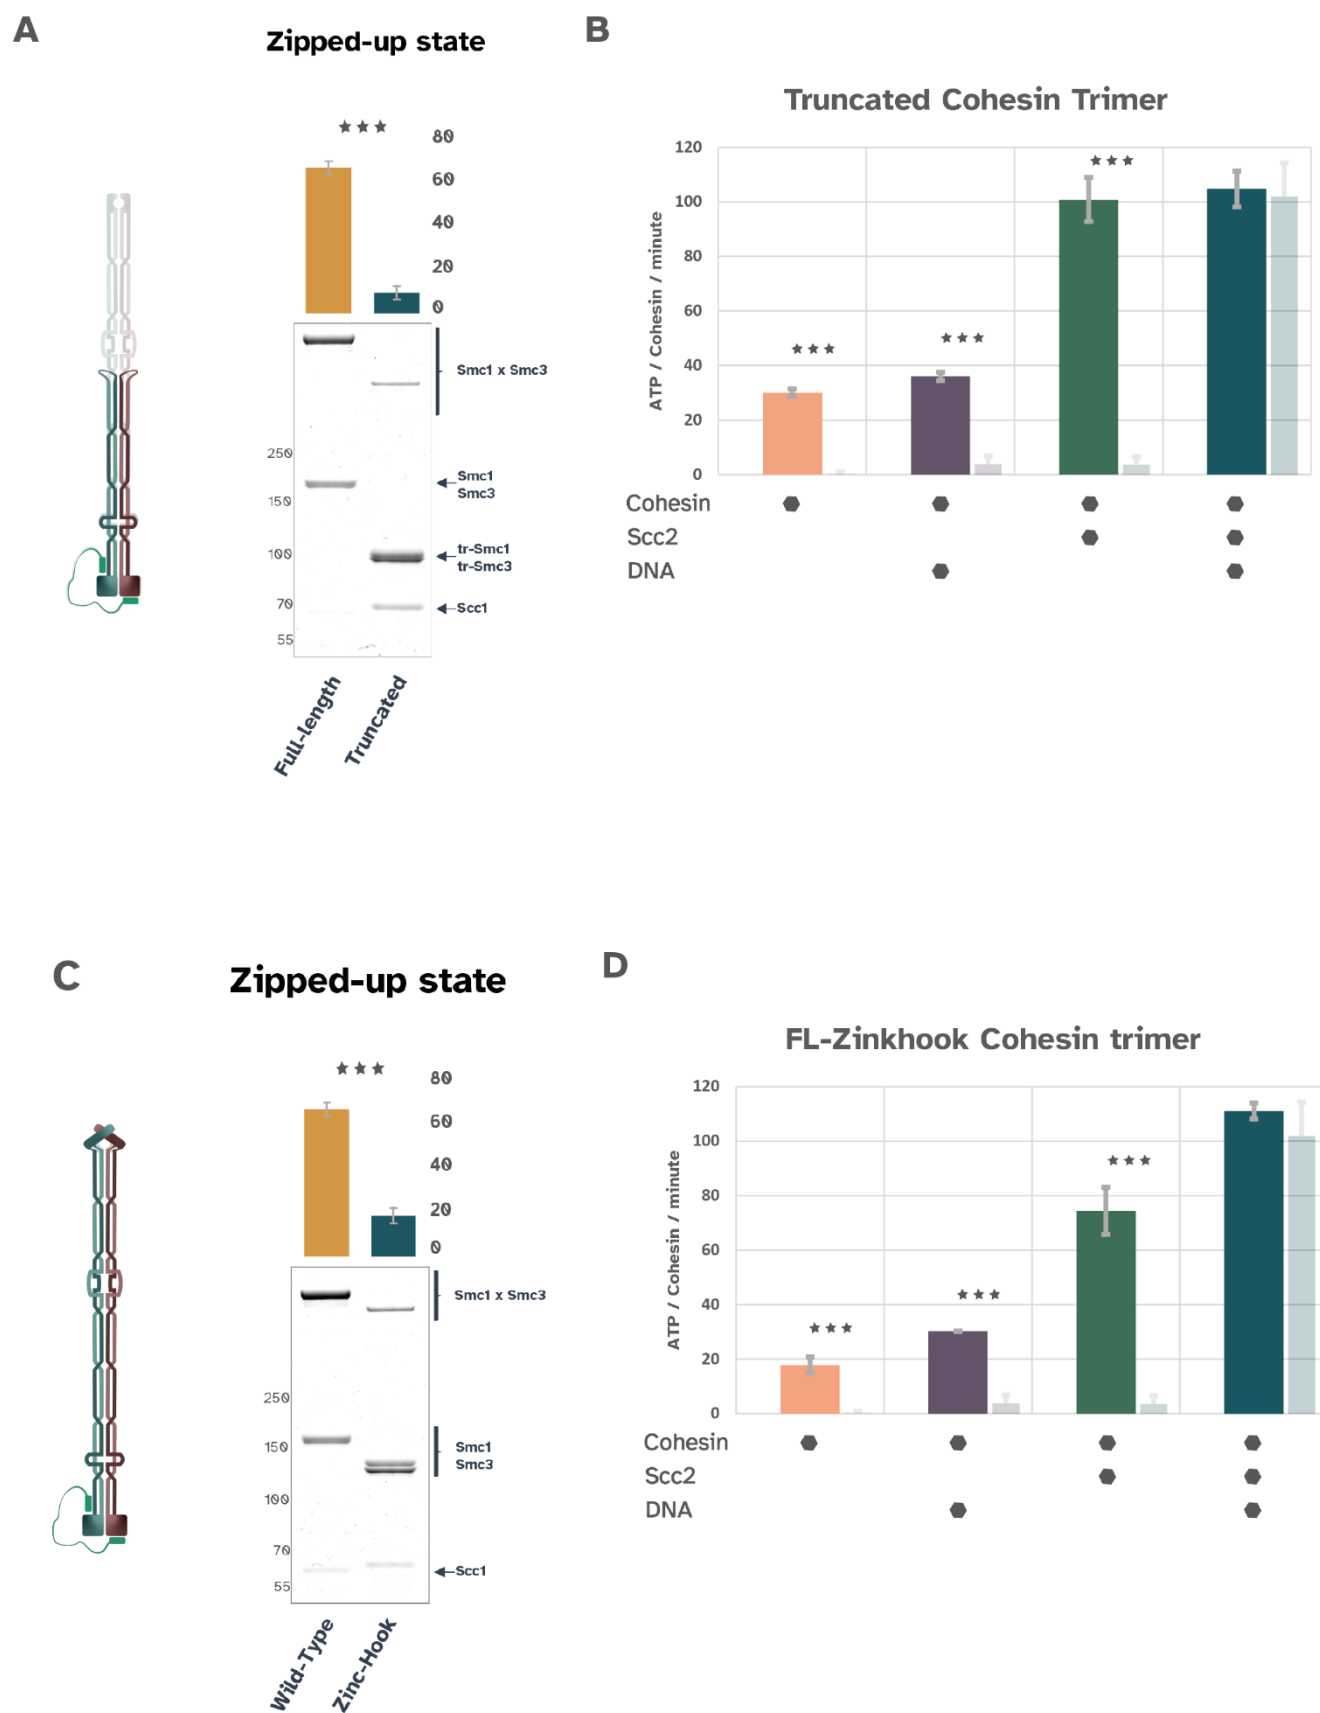 A
Zipped-up state
★★★
80
60
40
20
0
Smc1 x Smc3
250
150
100
70
55
Smc1
Smc3
tr-Smc1
tr-Smc3
Scc1
Full-length
Truncated
B
Truncated Cohesin Trimer
ATP / Cohesin / minute
120
100
80
60
40
20
0
★★★
★★★
★★★
Cohesin
Scc2
DNA
C
Zipped-up state
★★★
80
60
40
20
0
Smc1 x Smc3
250
150
100
70
55
Smc1
Smc3
Scc1
Wild-Type
Zinc-Hook
D
FL-Zinkhook Cohesin trimer
ATP / Cohesin / minute
120
100
80
60
40
20
0
★★★
★★★
★★★
Cohesin
Scc2
DNA